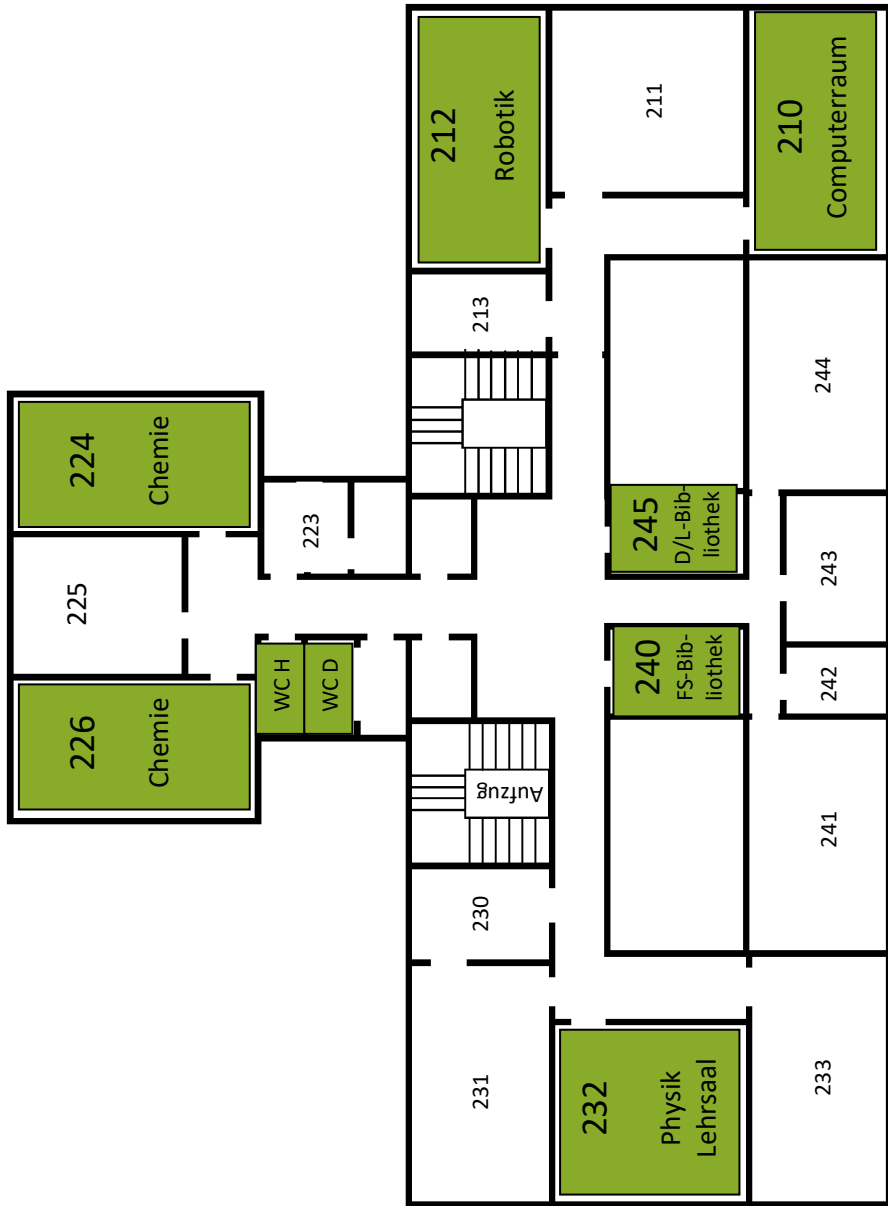 212
Robotik
211
210
Computerraum
213
244
224
Chemie
223
245
D/L-Bib-
liothek
243
225
WC H
WC D
240
FS-Bib-
liothek
242
226
Chemie
Aufzug
241
230
231
232
Physik
Lehrsaal
233